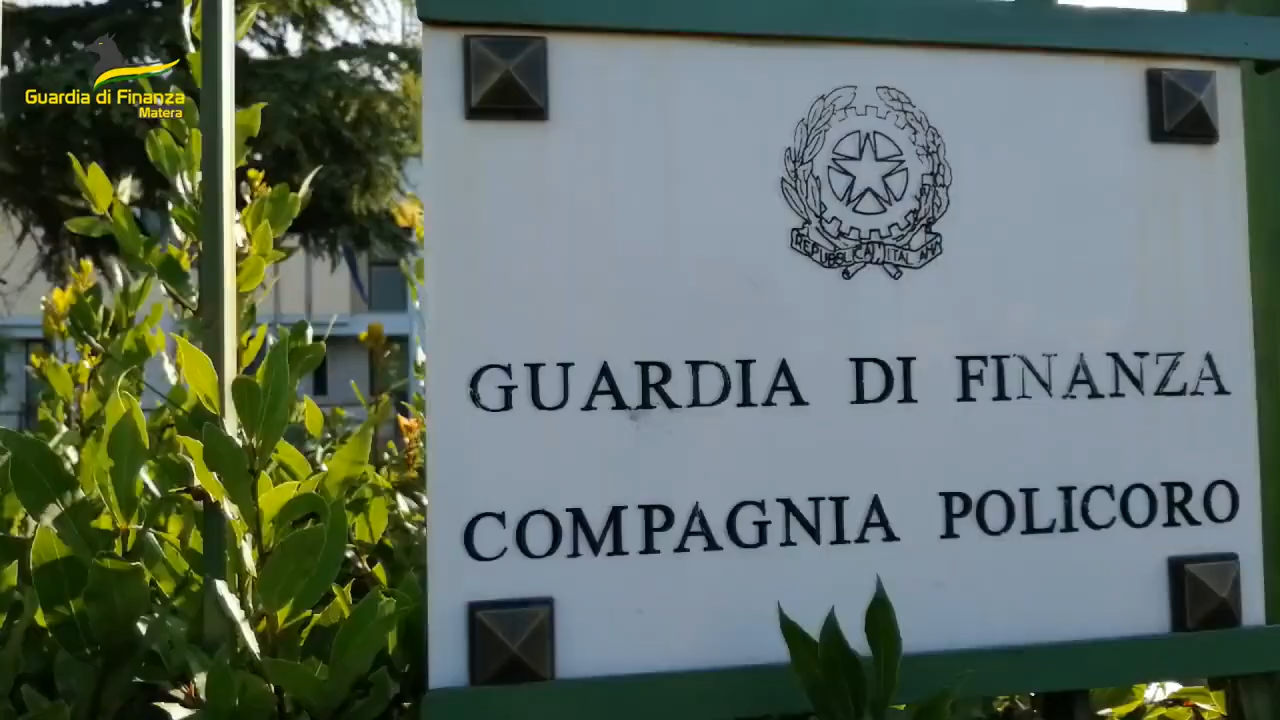 Guardia di Finanza
Matera
REPUBBLICA ITALIANA
GUARDIA DI FINANZA
COMPAGNIA POLICORO